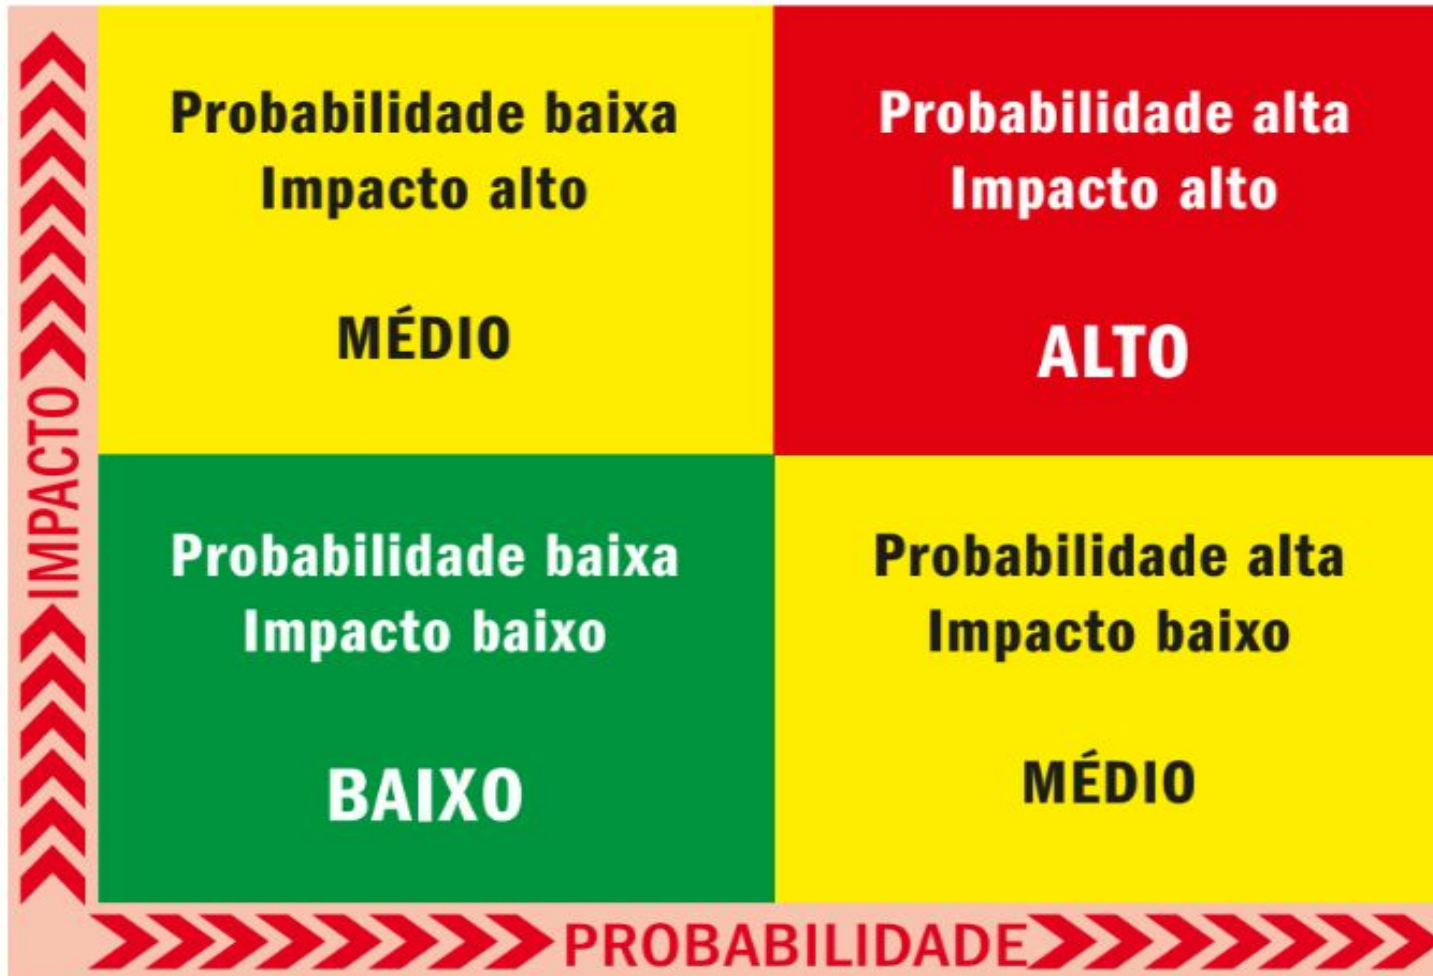 Probabilidade baixa
Impacto alto
MÉDIO
Probabilidade alta
Impacto alto
ALTO
IMPACTO
Probabilidade baixa
Impacto baixo
BAIXO
Probabilidade alta
Impacto baixo
MÉDIO
PROBABILIDADE